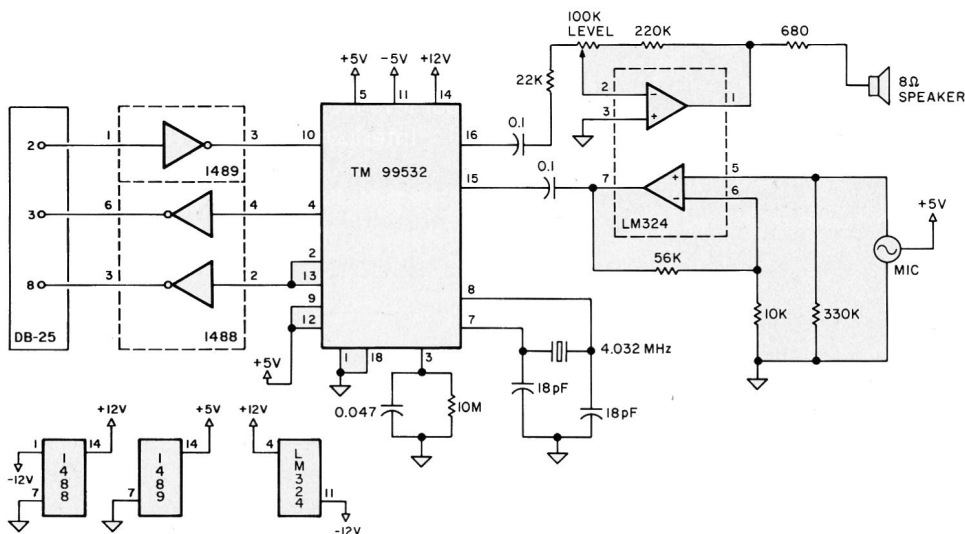 100K
LEVEL
220K
680
+5V
-5V
+12V
22K
8Ω
SPEAKER
5
11
14
2
−
1
3
+
0.1
2
1
3
10
16
1489
TM 99532
0.1
15
7
+
5
−
6
3
6
4
4
LM324
+5V
MIC
56K
2
8
3
2
13
9
12
8
7
10K
330K
DB-25
1488
+5V
1
18
3
4.032 MHz
18pF
18pF
0.047
10M
+12V
+5V
+12V
1
14
14
4
1488
1489
LM324
-12V
7
7
11
-12V